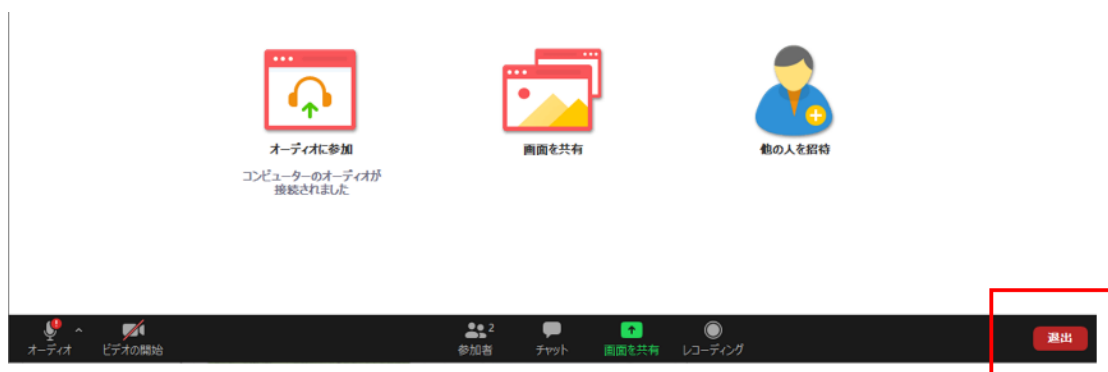 オーディオに参加
画面を共有
他の人を招待
コンピューターのオーディオが
接続されました
オーディオ
ビデオの開始
2
参加者
チャット
画面を共有
レコーディング
退出